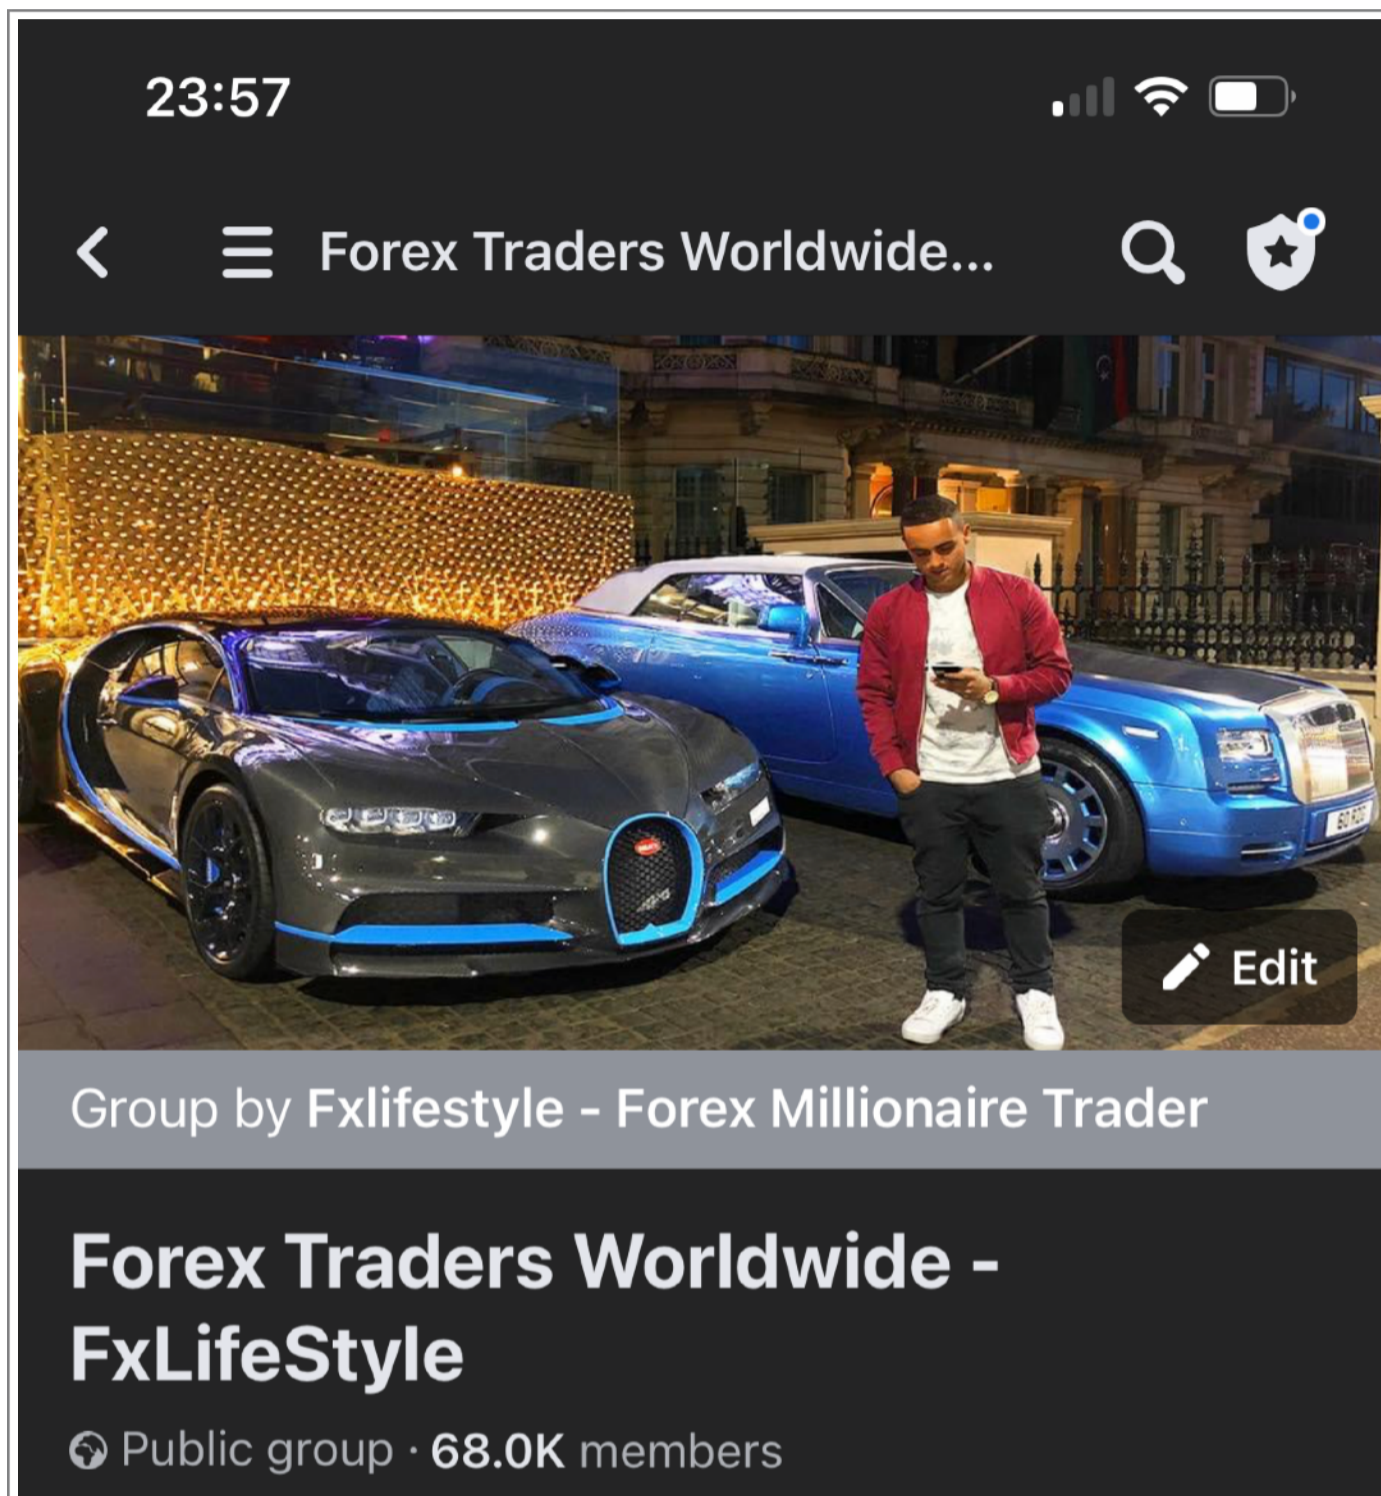 23:57
Forex Traders Worldwide...
Edit
Group by Fxlifestyle - Forex Millionaire Trader
Forex Traders Worldwide -
FxLifeStyle
Public group · 68.0K members